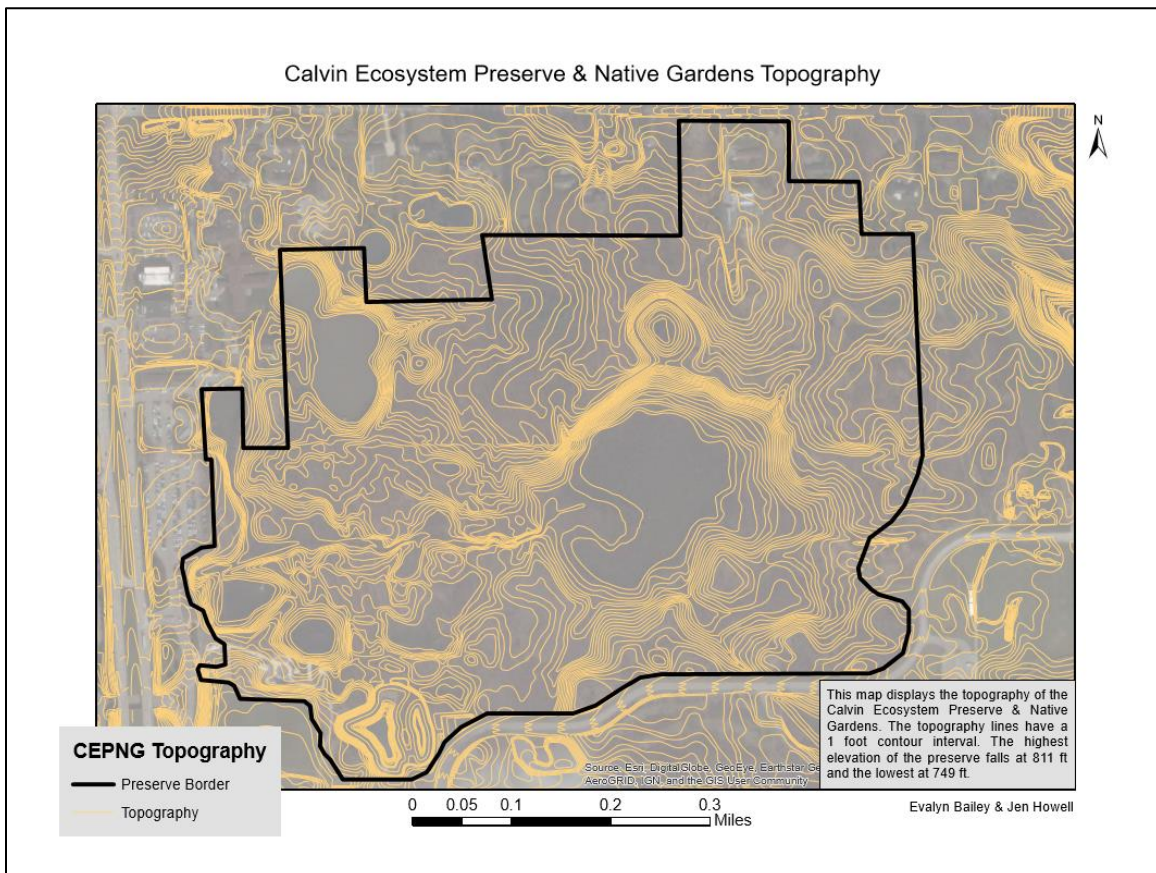 Calvin Ecosystem Preserve & Native Gardens Topography
N
This map displays the topography of the
Calvin Ecosystem Preserve & Native
Gardens. The topography lines have a
1 foot contour interval. The highest
elevation of the preserve falls at 811 ft
and the lowest at 749 ft.
CEPNG Topography
Preserve Border
Topography
Source: Esri, DigitalGlobe, GeoEye, Earthstar Ge
AeroGRID, IGN, and the GIS User Community
0 0.05 0.1 0.2 0.3
Miles
Evalyn Bailey & Jen Howell